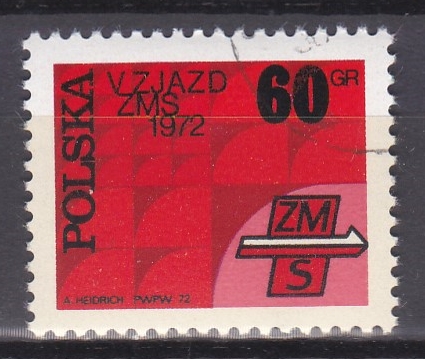 POLSKA
V ZJAZD
ZMS
1972
60 GR
ZM
S
A. HEIDRICH PWPW 72